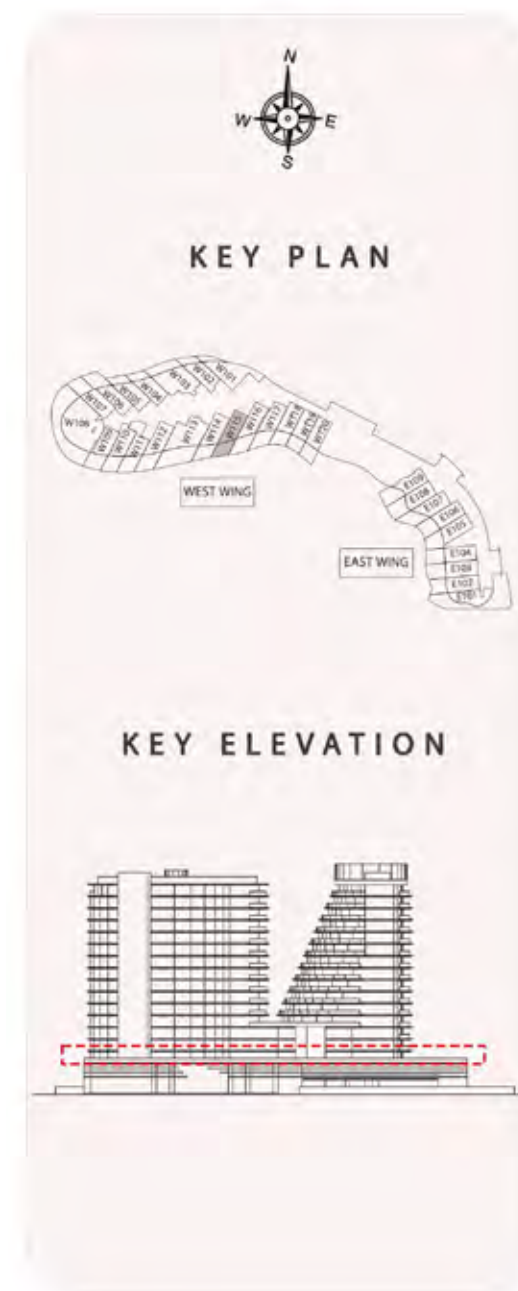 N
W E
S
KEY PLAN
W101
W102
W103
W104
W105
W106
W107
W108
W109
W110
W111
W112
W113
W114
W115
W116
W117
W118
W119
W120
WEST WING
E109
E108
E107
E106
E105
EAST WING
E104
E103
E102
E101
KEY ELEVATION